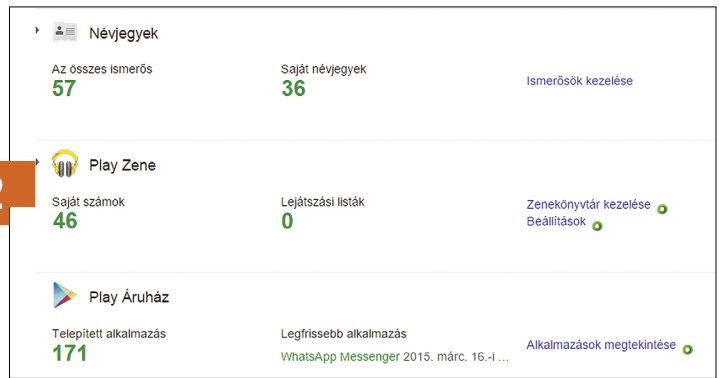 Névjegyek
Az összes ismerős
57
Saját névjegyek
36
Ismerősök kezelése
Play Zene
Saját számok
46
Lejátszási listák
0
Zenekönyvtár kezelése
Beállítások
Play Áruház
Telepített alkalmazás
171
Legfrissebb alkalmazás
WhatsApp Messenger 2015. márc. 16.-i ...
Alkalmazások megtekintése